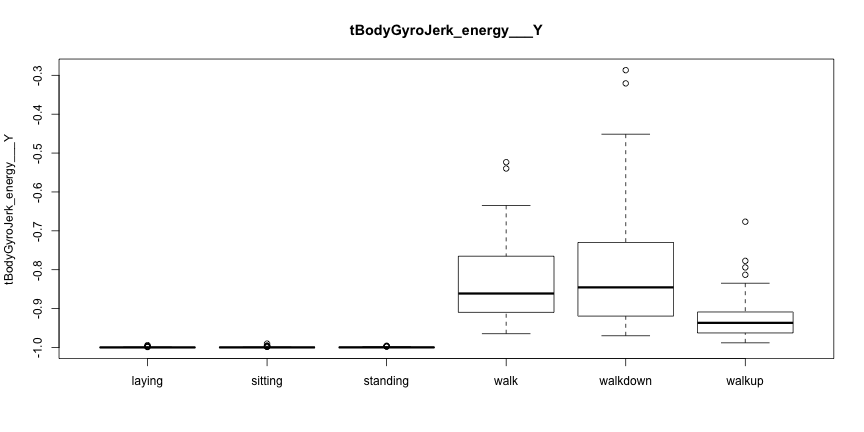 tBodyGyroJerk_energy___Y
tBodyGyroJerk_energy___Y
-0.3
-0.4
-0.5
-0.6
-0.7
-0.8
-0.9
-1.0
laying sitting standing walk walkdown walkup